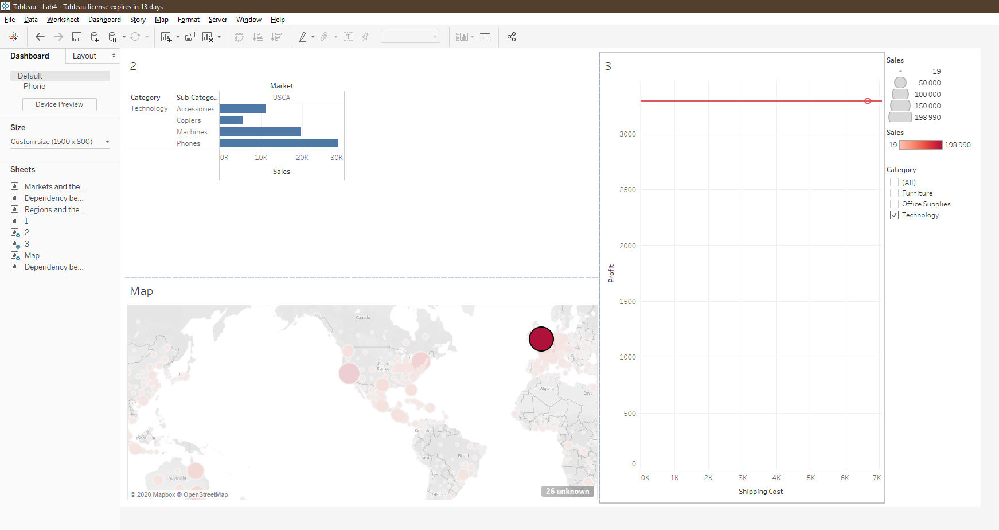 Tableau - Lab4 - Tableau license expires in 13 days
File Data Worksheet Dashboard Story Map Format Server Window Help
Dashboard Layout
Default
Phone
Device Preview
Size
Custom size (1500 x 800)
Sheets
Markets and the...
Dependency be...
Regions and the...
1
2
3
Map
Dependency be...
2
Market
Category Sub-Catego.. USCA
Technology Accessories
Copiers
Machines
Phones
0K 10K 20K 30K
Sales
Map
Canada
United States
Algeria
Brazil
Australia
© 2020 Mapbox © OpenStreetMap
26 unknown
3
3000
2500
2000
1500
1000
500
0
Profit
0K 1K 2K 3K 4K 5K 6K 7K
Shipping Cost
Sales
19
50 000
100 000
150 000
198 990
Sales
19 198 990
Category
(All)
Furniture
Office Supplies
Technology